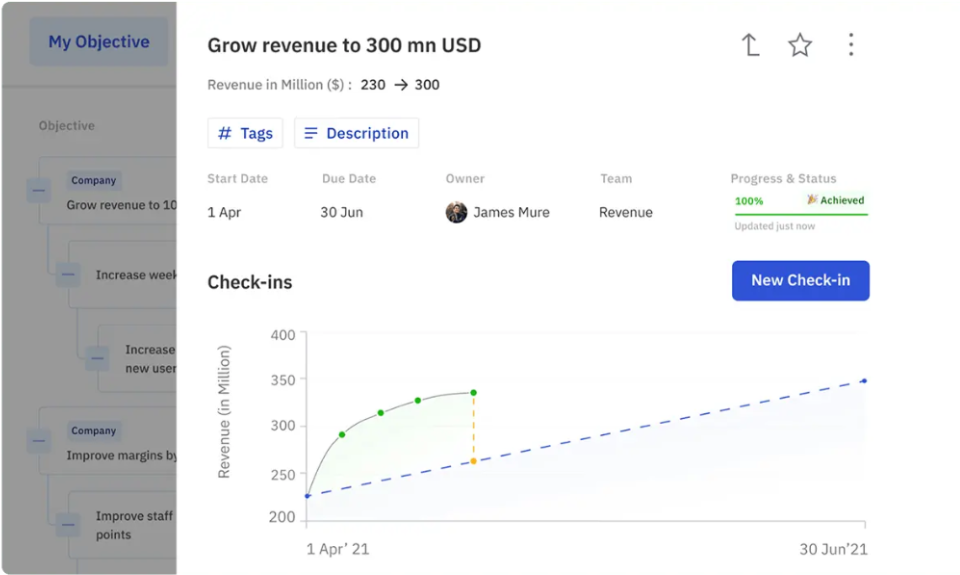 My Objective
Objective
Company
Grow revenue to 10
Increase week
Increase
new user
Company
Improve margins by
Improve staff
points
Grow revenue to 300 mn USD
Revenue in Million ($) : 230 → 300
# Tags
Description
Start Date Due Date Owner Team Progress & Status
1 Apr 30 Jun James Mure Revenue 100% Achieved
Updated just now
Check-ins
New Check-in
Revenue (in Million)
400
350
300
250
200
1 Apr’ 21
30 Jun’21